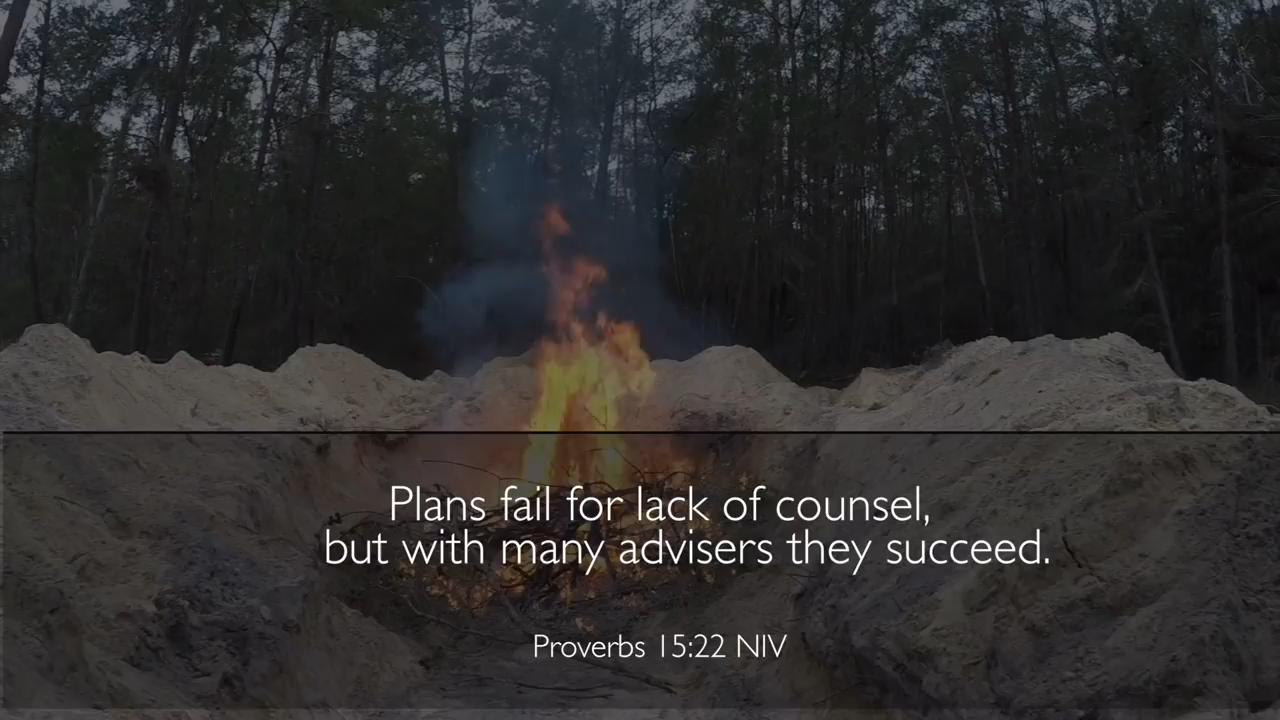 Plans fail for lack of counsel,
but with many advisers they succeed.
Proverbs 15:22 NIV